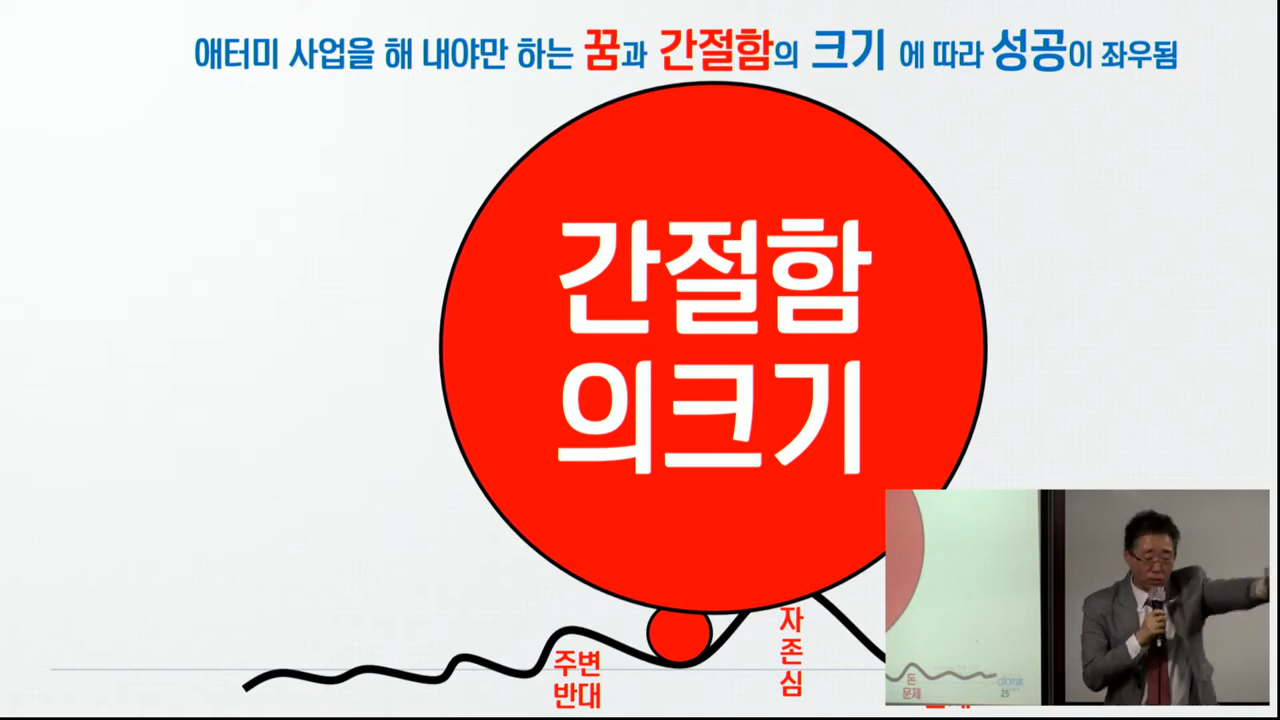 애터미 사업을 해 내야만 하는 꿈과 간절함의 크기 에 따라 성공이 좌우됨
간절함
의크기
주변
반대
자
존
심
돈
문제
atomy
25